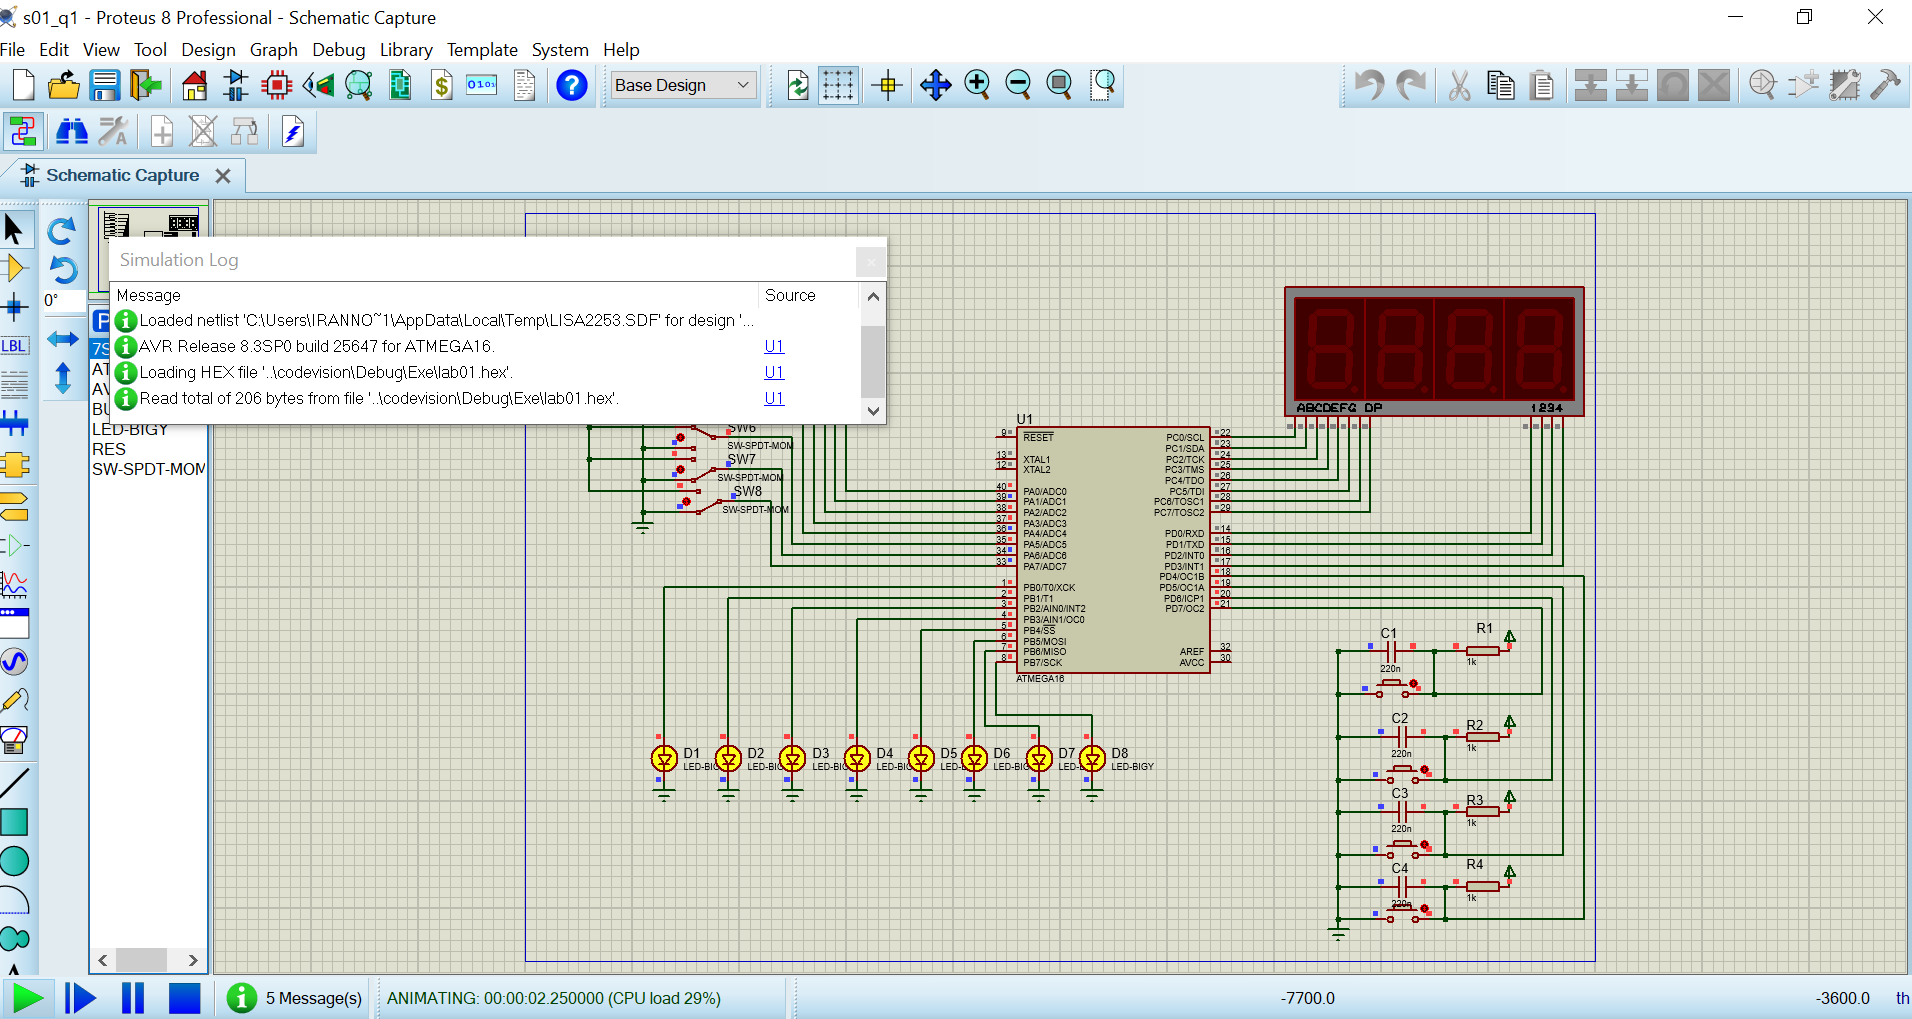 s01_q1 - Proteus 8 Professional - Schematic Capture
File Edit View Tool Design Graph Debug Library Template System Help
Base Design
Schematic Capture
0°
LBL
Simulation Log
Message Source
Loaded netlist 'C:\Users\IRANNO~1\AppData\Local\Temp\LISA2253.SDF' for design '...
AVR Release 8.3SP0 build 25647 for ATMEGA16. U1
Loading HEX file '..\codevision\Debug\Exe\lab01.hex'. U1
Read total of 206 bytes from file '..\codevision\Debug\Exe\lab01.hex'. U1
P
7S
AT
AV
BU
LED-BIGY
RES
SW-SPDT-MOM
SW6
SW-SPDT-MOM
SW7
SW-SPDT-MOM
SW8
SW-SPDT-MOM
ABCDEFG DP 1234
U1
9 RESET
13 XTAL1
12 XTAL2
40 PA0/ADC0
39 PA1/ADC1
38 PA2/ADC2
37 PA3/ADC3
36 PA4/ADC4
35 PA5/ADC5
34 PA6/ADC6
33 PA7/ADC7
1 PB0/T0/XCK
2 PB1/T1
3 PB2/AIN0/INT2
4 PB3/AIN1/OC0
5 PB4/SS
6 PB5/MOSI
7 PB6/MISO
8 PB7/SCK
PC0/SCL 22
PC1/SDA 23
PC2/TCK 24
PC3/TMS 25
PC4/TDO 26
PC5/TDI 27
PC6/TOSC1 28
PC7/TOSC2 29
PD0/RXD 14
PD1/TXD 15
PD2/INT0 16
PD3/INT1 17
PD4/OC1B 18
PD5/OC1A 19
PD6/ICP1 20
PD7/OC2 21
AREF 32
AVCC 30
ATMEGA16
D1
LED-BIG
D2
LED-BIG
D3
LED-BIG
D4
LED-BIG
D5
LED-B
D6
LED-BIG
D7
LED-B
D8
LED-BIGY
C1
220n
R1
1k
C2
220n
R2
1k
C3
220n
R3
1k
C4
220n
R4
1k
5 Message(s) ANIMATING: 00:00:02.250000 (CPU load 29%) -7700.0 -3600.0 th